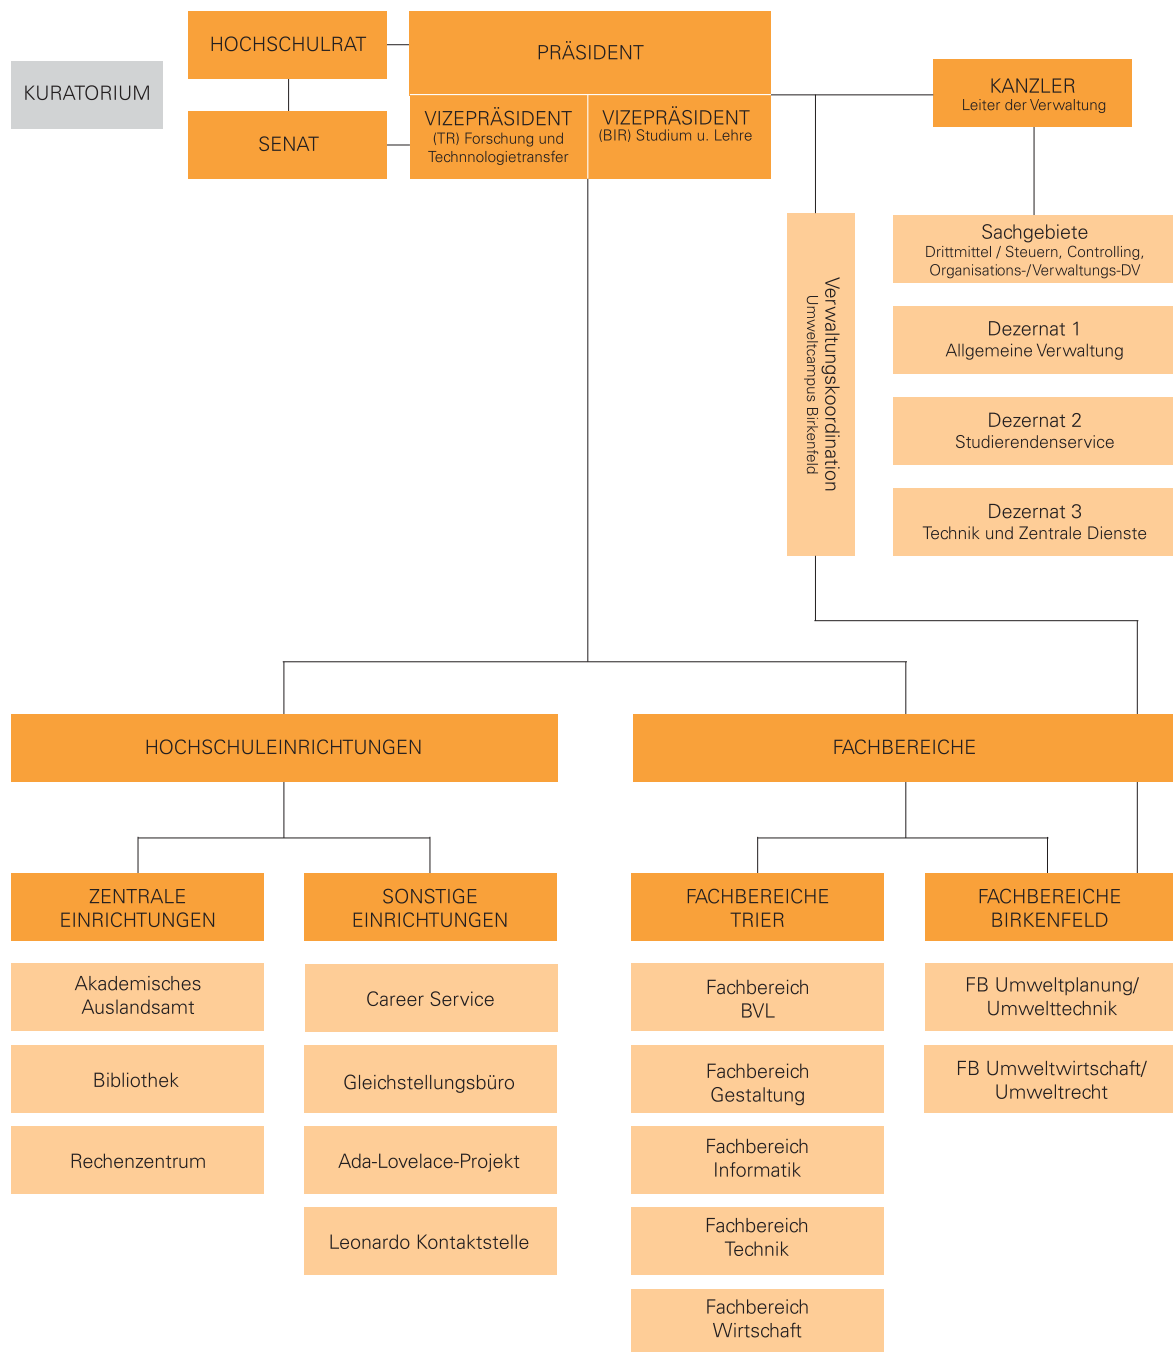 HOCHSCHULRAT
PRÄSIDENT
KURATORIUM
KANZLER
Leiter der Verwaltung
SENAT
VIZEPRÄSIDENT
(TR) Forschung und
Technnologietransfer
VIZEPRÄSIDENT
(BIR) Studium u. Lehre
Verwaltungskoordination
Umweltcampus Birkenfeld
Sachgebiete
Drittmittel / Steuern, Controlling,
Organisations-/Verwaltungs-DV
Dezernat 1
Allgemeine Verwaltung
Dezernat 2
Studierendenservice
Dezernat 3
Technik und Zentrale Dienste
HOCHSCHULEINRICHTUNGEN
FACHBEREICHE
ZENTRALE
EINRICHTUNGEN
Akademisches
Auslandsamt
Bibliothek
Rechenzentrum
SONSTIGE
EINRICHTUNGEN
Career Service
Gleichstellungsbüro
Ada-Lovelace-Projekt
Leonardo Kontaktstelle
FACHBEREICHE
TRIER
Fachbereich
BVL
Fachbereich
Gestaltung
Fachbereich
Informatik
Fachbereich
Technik
Fachbereich
Wirtschaft
FACHBEREICHE
BIRKENFELD
FB Umweltplanung/
Umwelttechnik
FB Umweltwirtschaft/
Umweltrecht